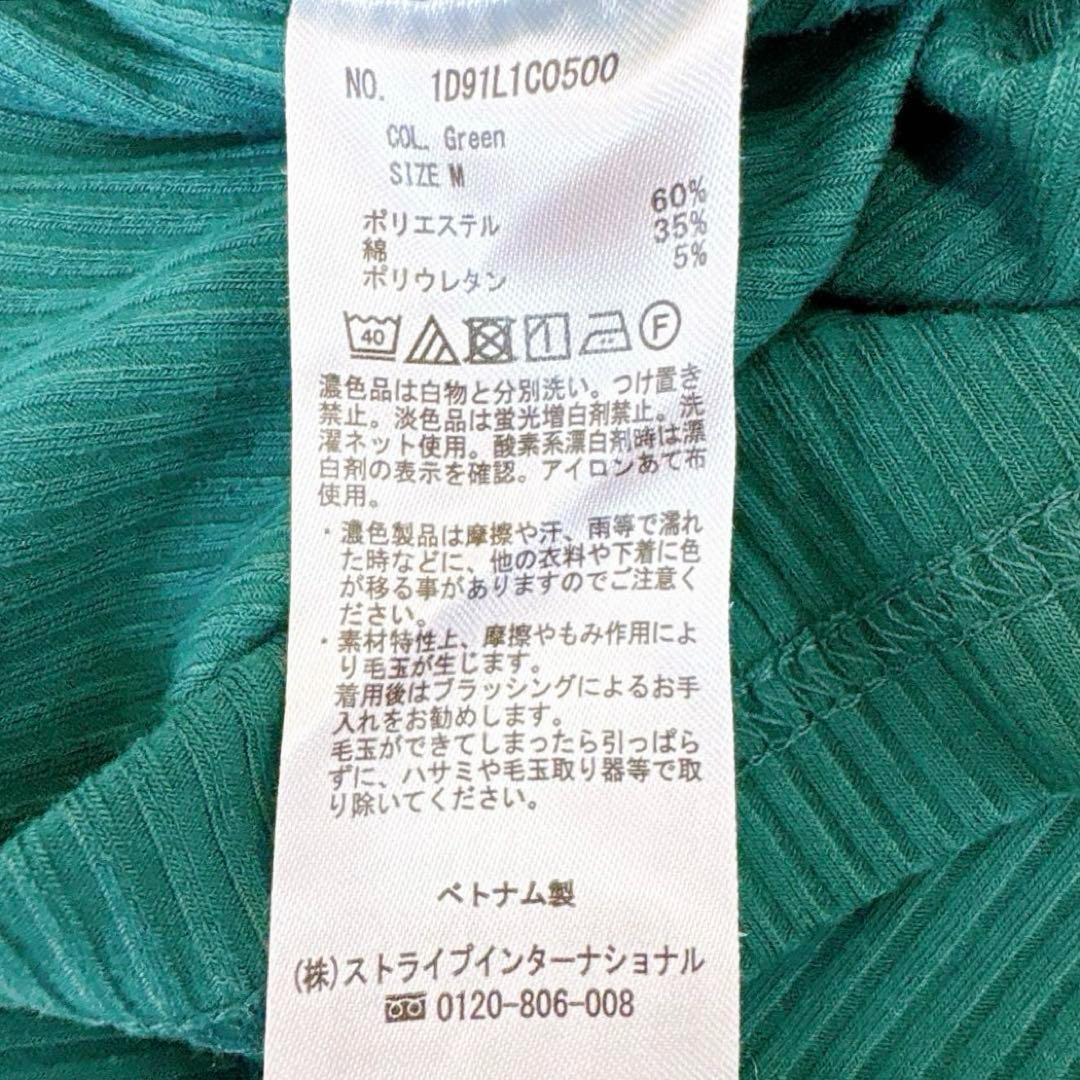 NO. 1D91L1C0500
COL. Green
SIZE M
ポリエステル 60%
綿 35%
ポリウレタン 5%
40
F
濃色品は白物と分別洗い。つけ置き
禁止。淡色品は蛍光増白剤禁止。洗
濯ネット使用。酸素系漂白剤時は漂
白剤の表示を確認。アイロンあて布
使用。
・濃色製品は摩擦や汗、雨等で濡れ
た時などに、他の衣料や下着に色
が移る事がありますのでご注意く
ださい。
・素材特性上、摩擦やもみ作用によ
り毛玉が生じます。
着用後はブラッシングによるお手
入れをお勧めします。
毛玉ができてしまったら引っぱら
ずに、ハサミや毛玉取り器等で取
り除いてください。
ベトナム製
(株)ストライプインターナショナル
0120-806-008